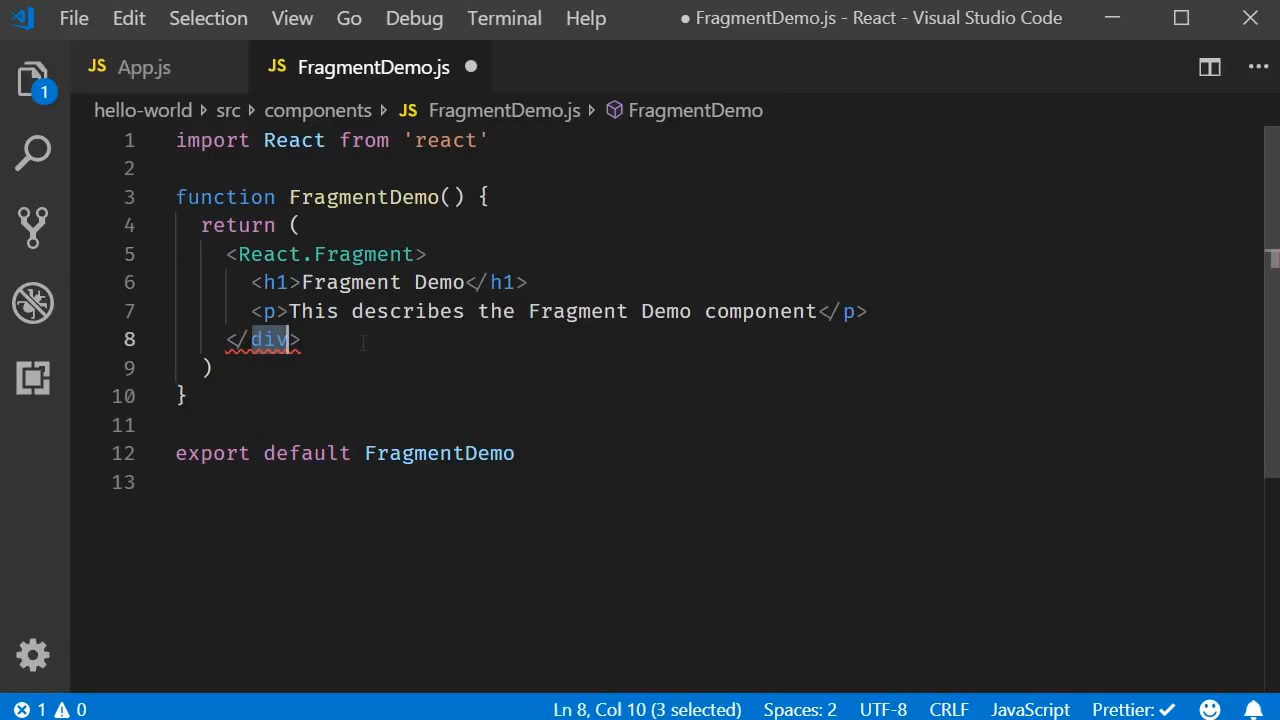 File Edit Selection View Go Debug Terminal Help ● FragmentDemo.js - React - Visual Studio Code
JS App.js JS FragmentDemo.js ●
1
hello-world › src › components › JS FragmentDemo.js › FragmentDemo
1 import React from 'react'
2
3 function FragmentDemo() {
4 return (
5 <React.Fragment>
6 <h1>Fragment Demo</h1>
7 <p>This describes the Fragment Demo component</p>
8 </div>
9 )
10 }
11
12 export default FragmentDemo
13
1 0 Ln 8, Col 10 (3 selected) Spaces: 2 UTF-8 CRLF JavaScript Prettier: ✓